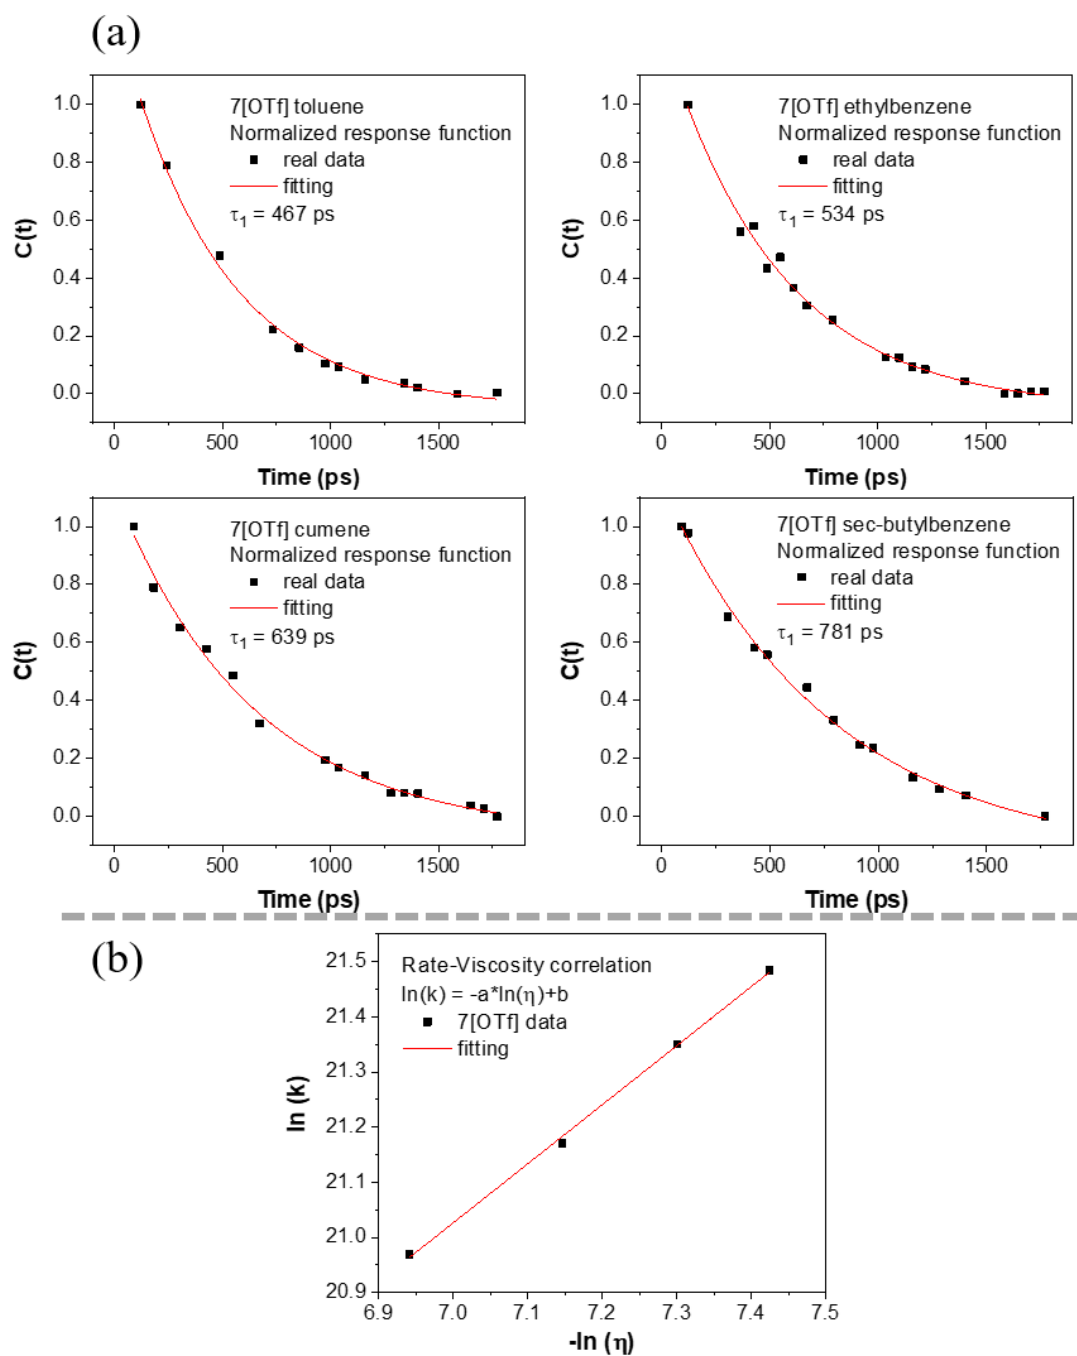 (a)
7[OTf] toluene
Normalized response function
real data
fitting
τ1 = 467 ps
C(t)
1.0
0.8
0.6
0.4
0.2
0.0
0 500 1000 1500
Time (ps)
7[OTf] ethylbenzene
Normalized response function
real data
fitting
τ1 = 534 ps
C(t)
1.0
0.8
0.6
0.4
0.2
0.0
0 500 1000 1500
Time (ps)
7[OTf] cumene
Normalized response function
real data
fitting
τ1 = 639 ps
C(t)
1.0
0.8
0.6
0.4
0.2
0.0
0 500 1000 1500
Time (ps)
7[OTf] sec-butylbenzene
Normalized response function
real data
fitting
τ1 = 781 ps
C(t)
1.0
0.8
0.6
0.4
0.2
0.0
0 500 1000 1500
Time (ps)
(b)
Rate-Viscosity correlation
ln(k) = -a*ln(η)+b
7[OTf] data
fitting
ln (k)
21.5
21.4
21.3
21.2
21.1
21.0
20.9
6.9 7.0 7.1 7.2 7.3 7.4 7.5
-ln (η)